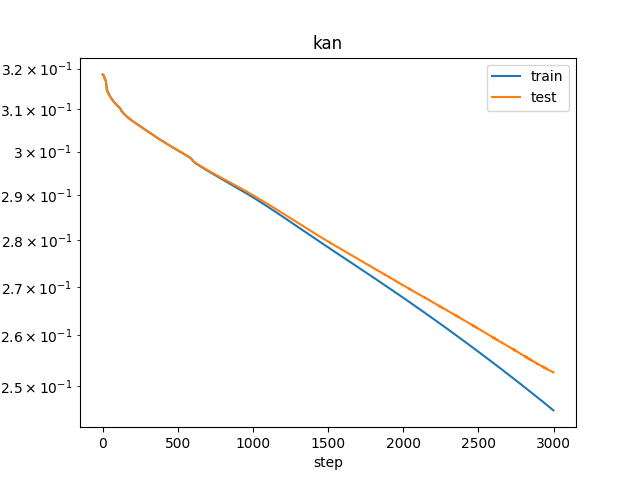 kan
3.2 × 10⁻¹
3.1 × 10⁻¹
3 × 10⁻¹
2.9 × 10⁻¹
2.8 × 10⁻¹
2.7 × 10⁻¹
2.6 × 10⁻¹
2.5 × 10⁻¹
train
test
0 500 1000 1500 2000 2500 3000
step